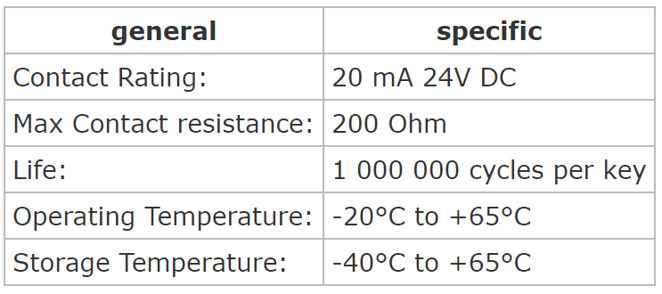 general specific
Contact Rating: 20 mA 24V DC
Max Contact resistance: 200 Ohm
Life: 1 000 000 cycles per key
Operating Temperature: -20°C to +65°C
Storage Temperature: -40°C to +65°C